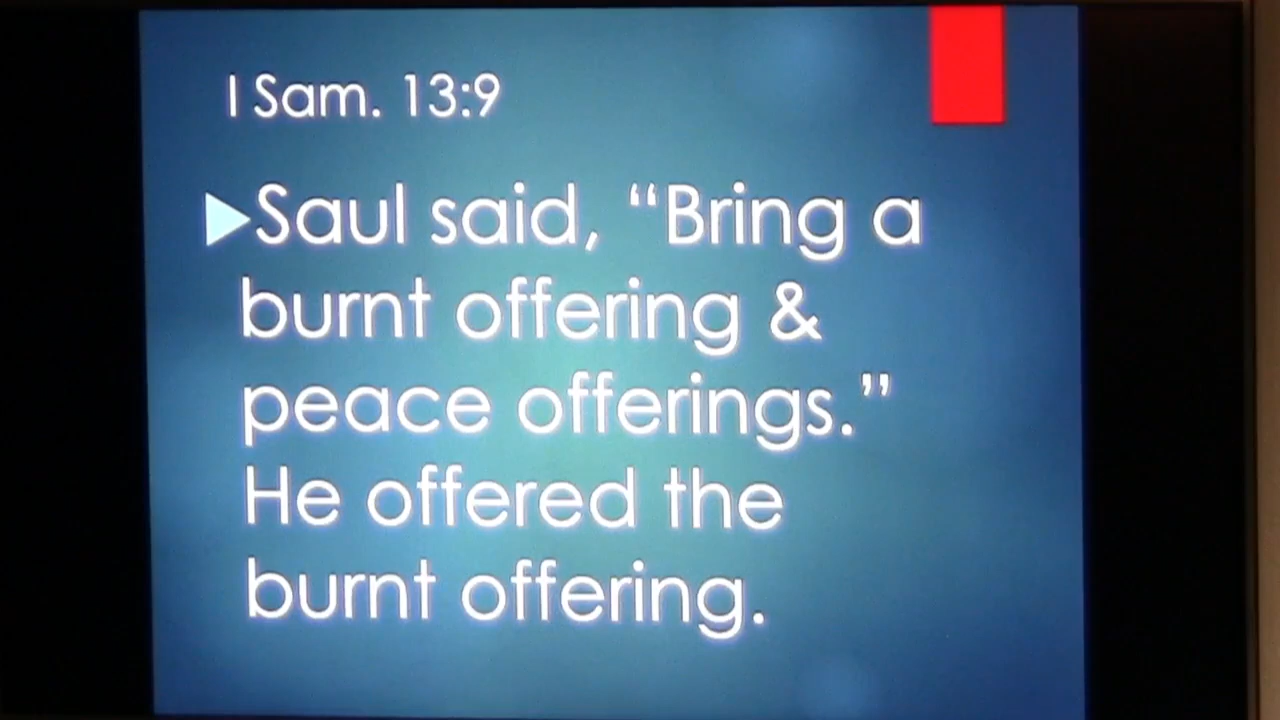 I Sam. 13:9
Saul said, “Bring a
burnt offering &
peace offerings.”
He offered the
burnt offering.